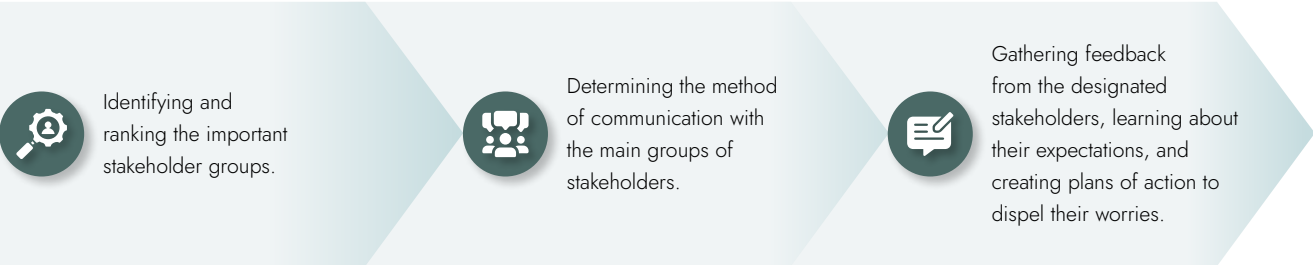 Identifying and
ranking the important
stakeholder groups.
Determining the method
of communication with
the main groups of
stakeholders.
Gathering feedback
from the designated
stakeholders, learning about
their expectations, and
creating plans of action to
dispel their worries.